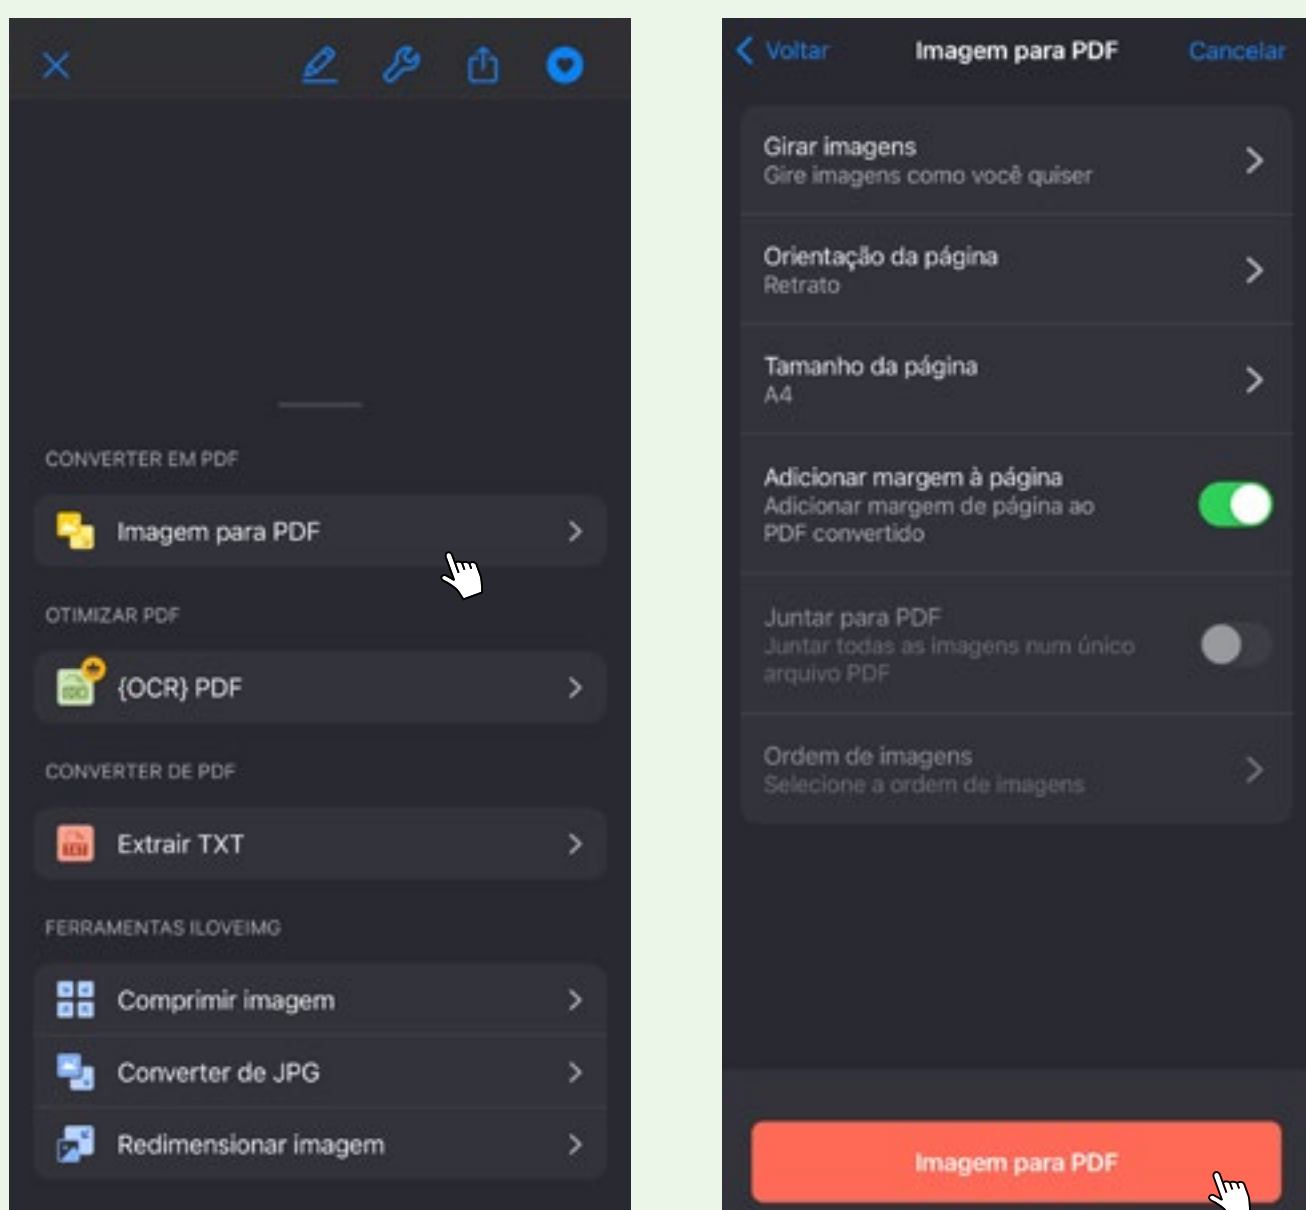 CONVERTER EM PDF
Imagem para PDF
OTIMIZAR PDF
{OCR} PDF
CONVERTER DE PDF
Extrair TXT
FERRAMENTAS ILOVEIMG
Comprimir imagem
Converter de JPG
Redimensionar imagem
Voltar
Imagem para PDF
Cancelar
Girar imagens
Gire imagens como você quiser
Orientação da página
Retrato
Tamanho da página
A4
Adicionar margem à página
Adicionar margem de página ao
PDF convertido
Juntar para PDF
Juntar todas as imagens num único
arquivo PDF
Ordem de imagens
Selecione a ordem de imagens
Imagem para PDF